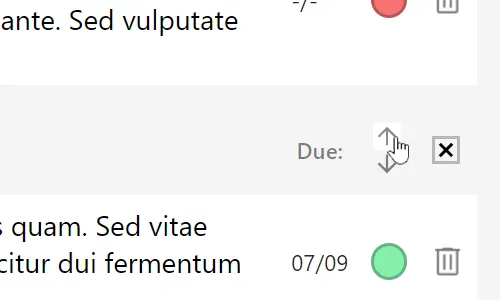 -/-
ante. Sed vulputate
Due:
s quam. Sed vitae
citur dui fermentum
07/09